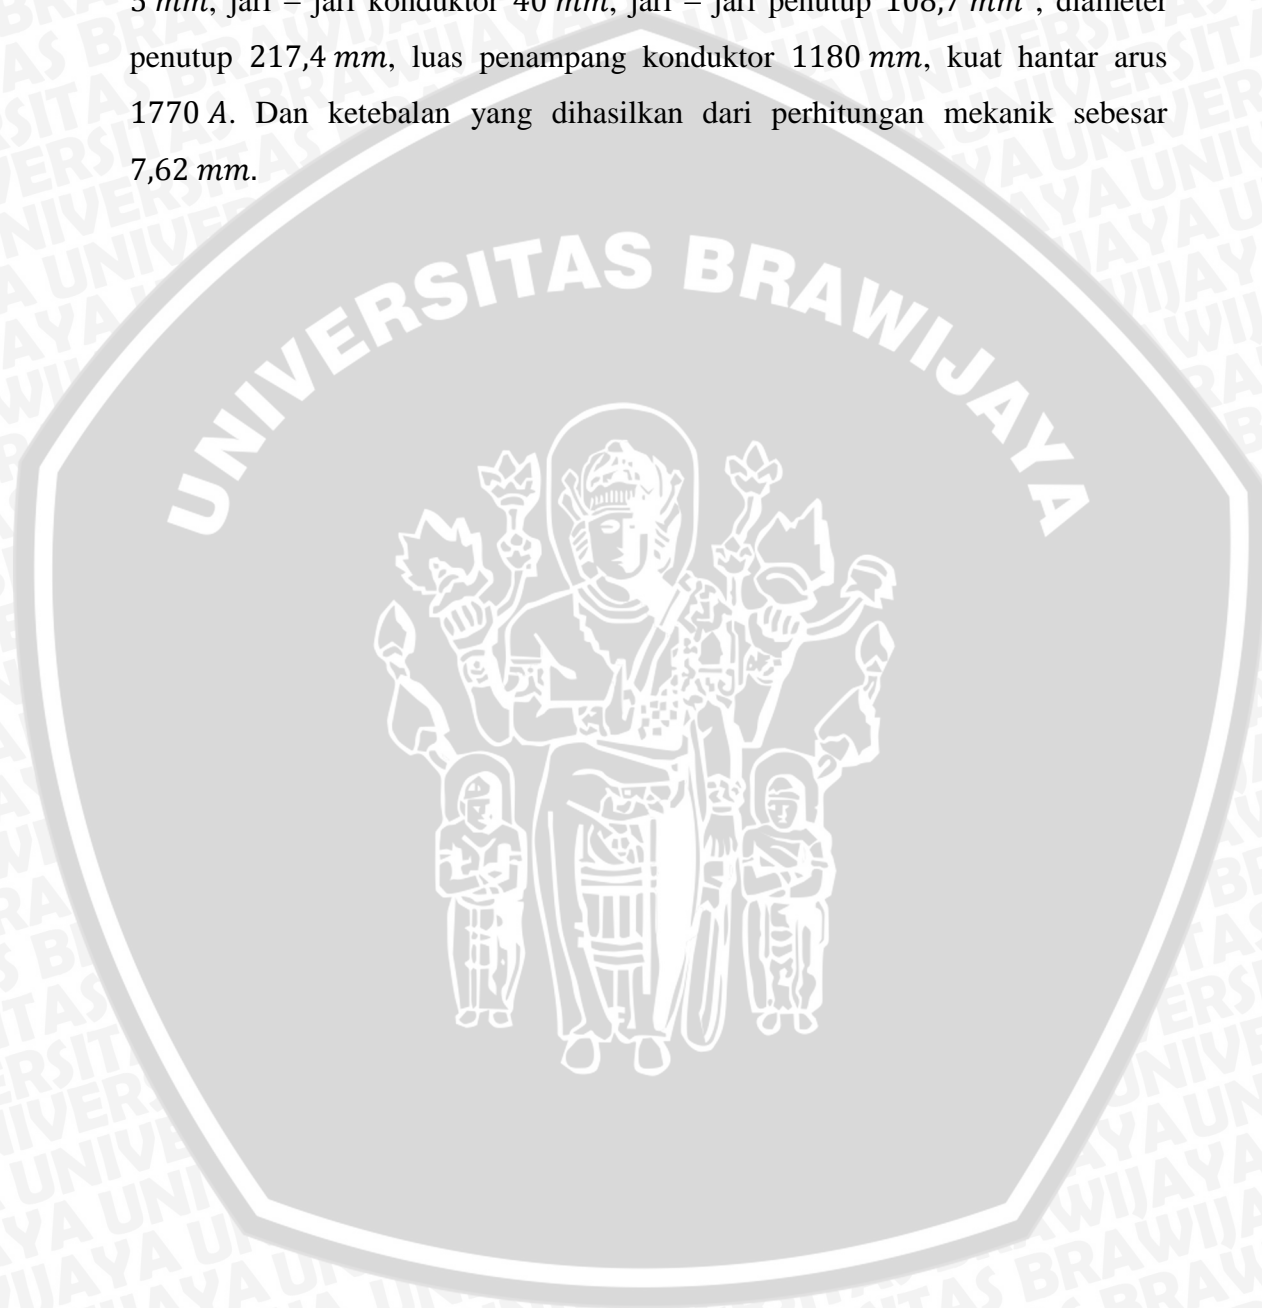 5 mm, jari – jari konduktor 40 mm, jari – jari penutup 108,7 mm , diameter
penutup 217,4 mm, luas penampang konduktor 1180 mm, kuat hantar arus
1770 A. Dan ketebalan yang dihasilkan dari perhitungan mekanik sebesar
7,62 mm.
UNIVERSITAS BRAWIJAYA